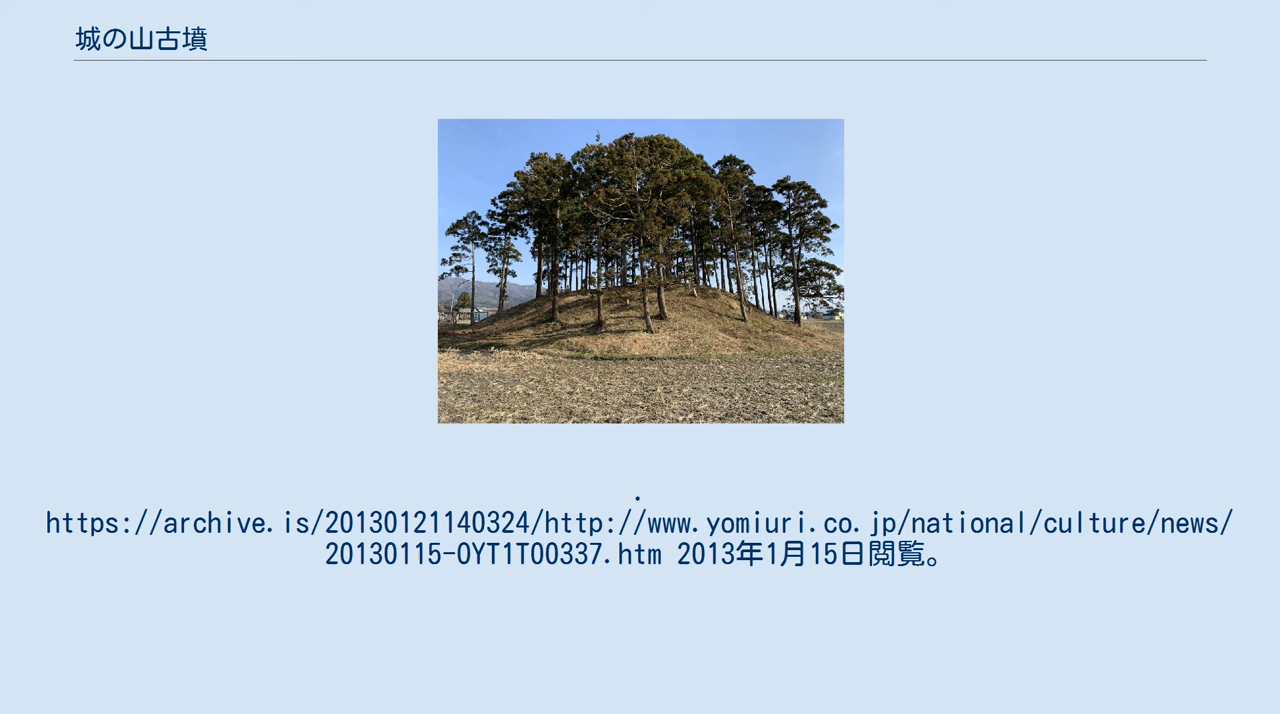 城の山古墳
.
https://archive.is/20130121140324/http://www.yomiuri.co.jp/national/culture/news/
20130115-OYT1T00337.htm 2013年1月15日閲覧。